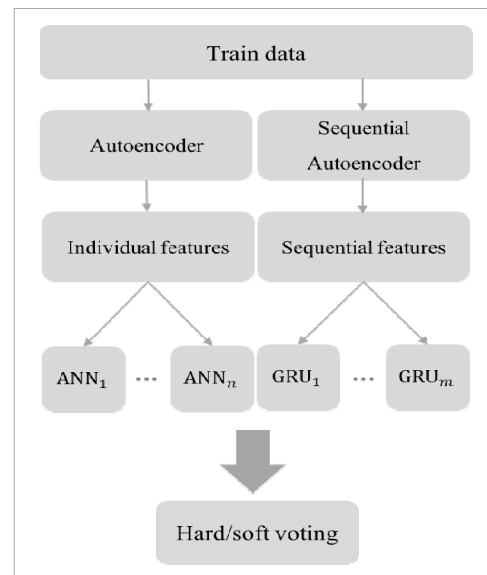 Train data
Autoencoder
Sequential
Autoencoder
Individual features
Sequential features
ANN₁ ... ANNₙ GRU₁ ... GRUₘ
Hard/soft voting